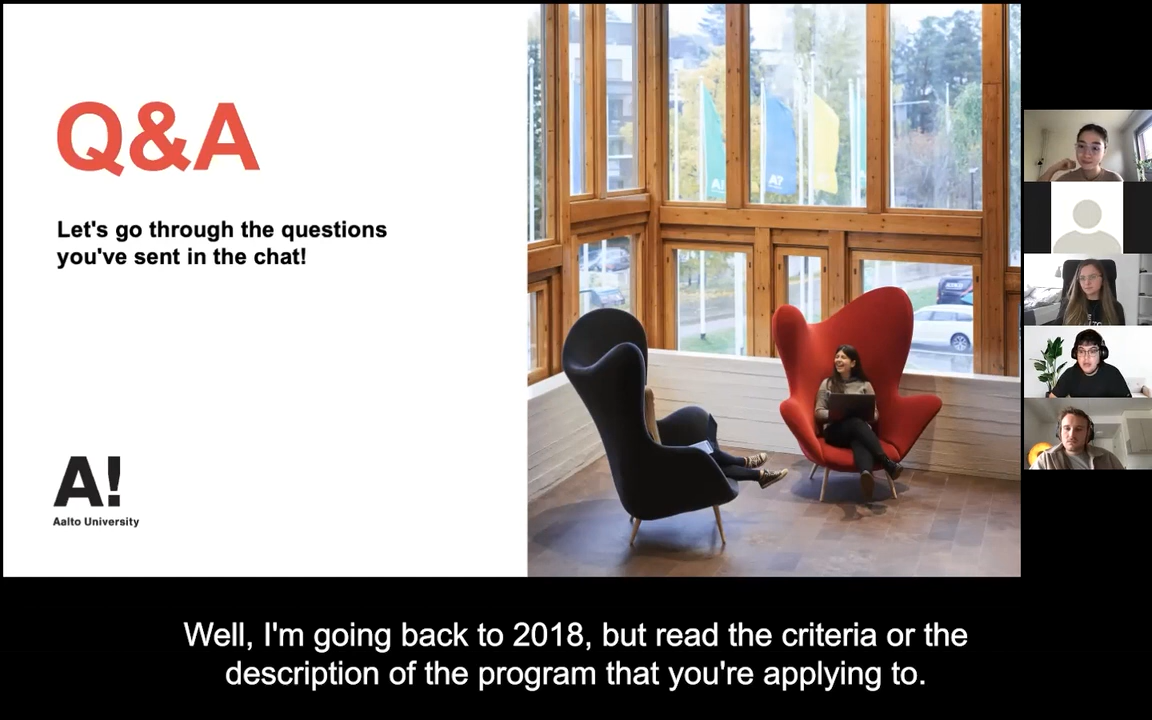 Q&A
Let's go through the questions
you've sent in the chat!
A!
Aalto University
A!
A?
Well, I'm going back to 2018, but read the criteria or the
description of the program that you're applying to.